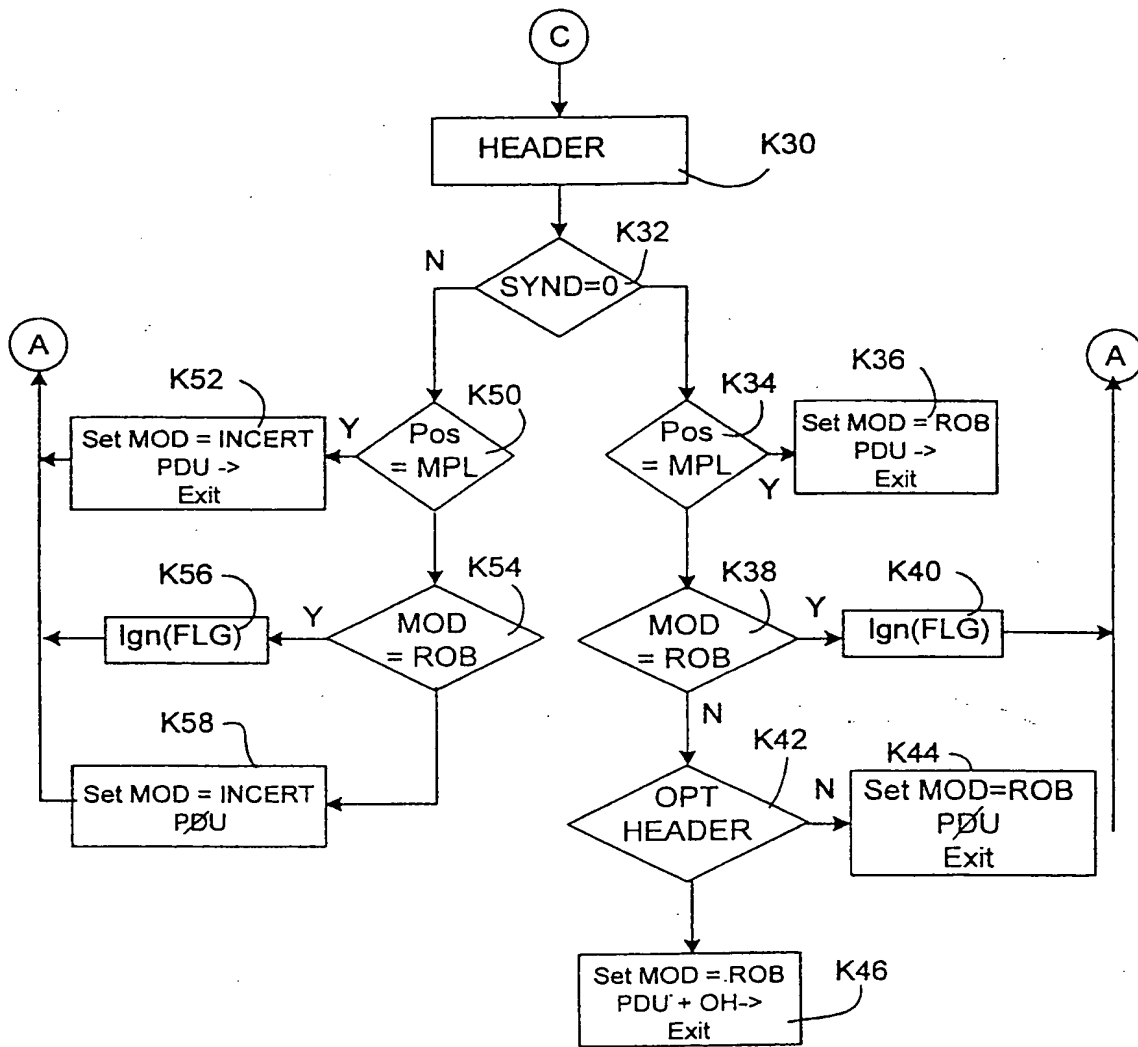 C
HEADER
K30
K32
N
SYND=0
A
A
K52
K50
K34
K36
Set MOD = INCERT
PDU ->
Exit
Y
Pos
= MPL
Pos
= MPL
Y
Set MOD = ROB
PDU ->
Exit
K56
K54
K38
K40
Ign(FLG)
Y
MOD
= ROB
MOD
= ROB
Y
Ign(FLG)
N
K58
K42
K44
Set MOD = INCERT
PDU
OPT
HEADER
N
Set MOD=ROB
PDU
Exit
Set MOD = ROB
PDU + OH->
Exit
K46